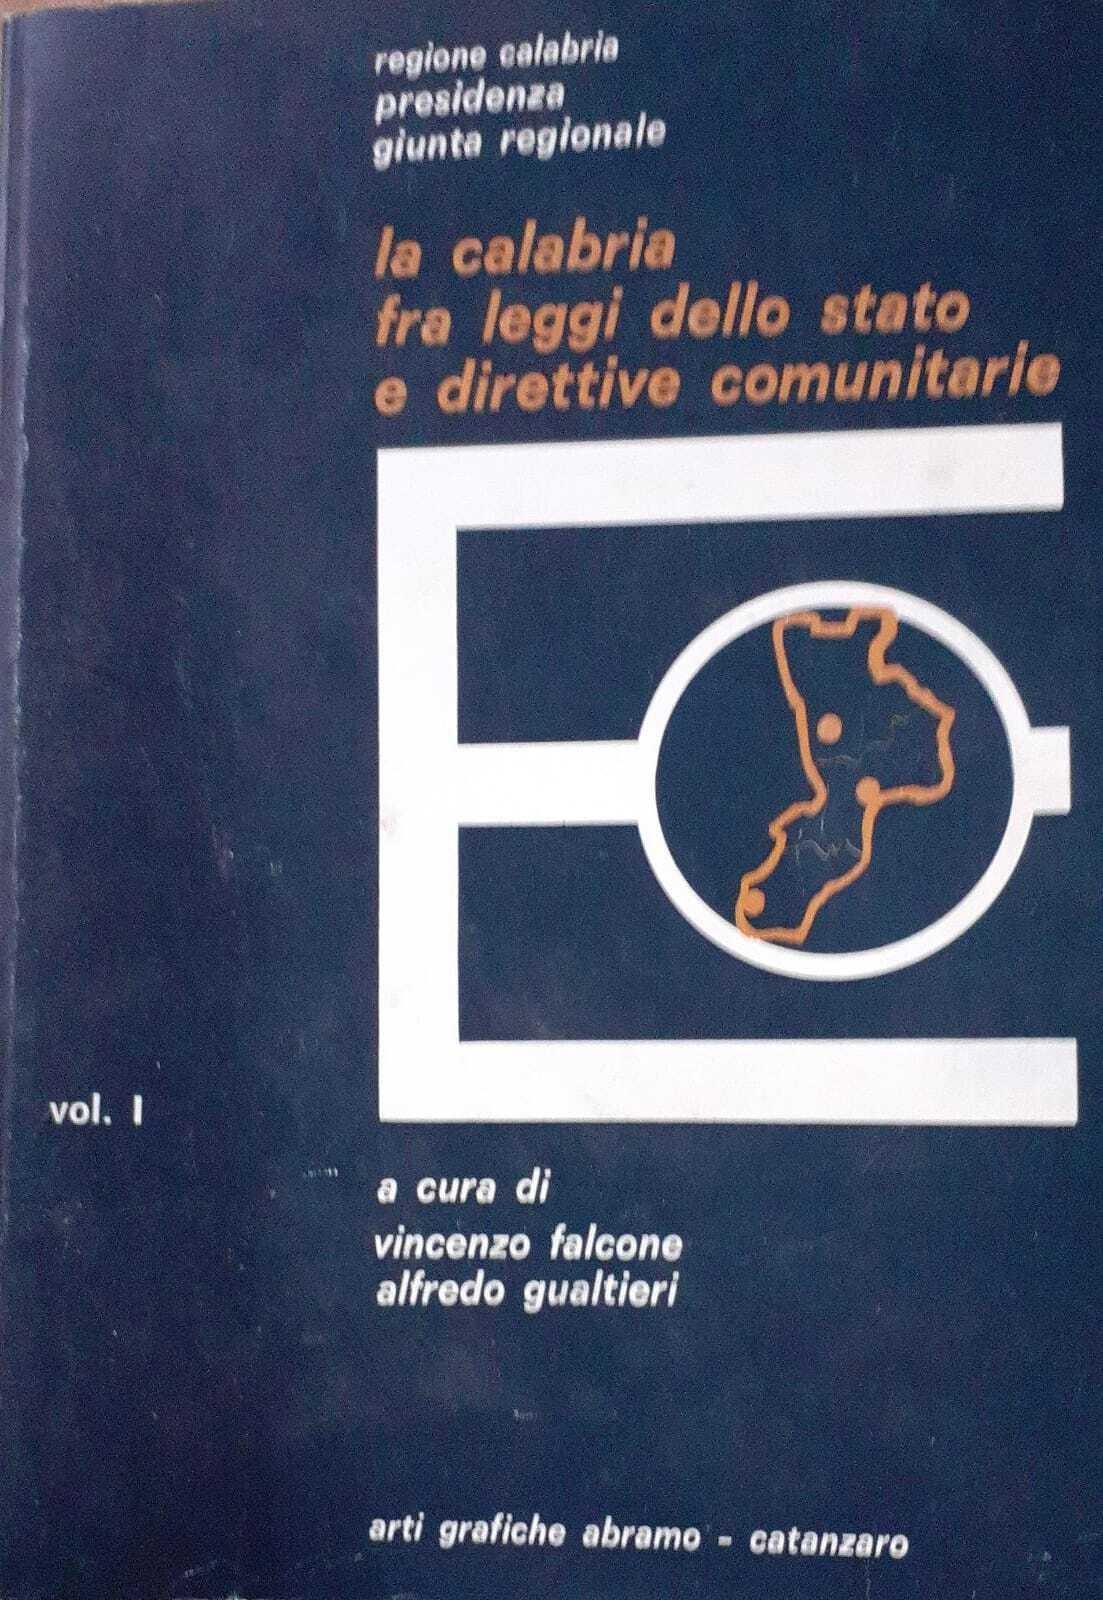 regione calabria
presidenza
giunta regionale
la calabria
fra leggi dello stato
e direttive comunitarie
vol. I
a cura di
vincenzo falcone
alfredo gualtieri
arti grafiche abramo - catanzaro